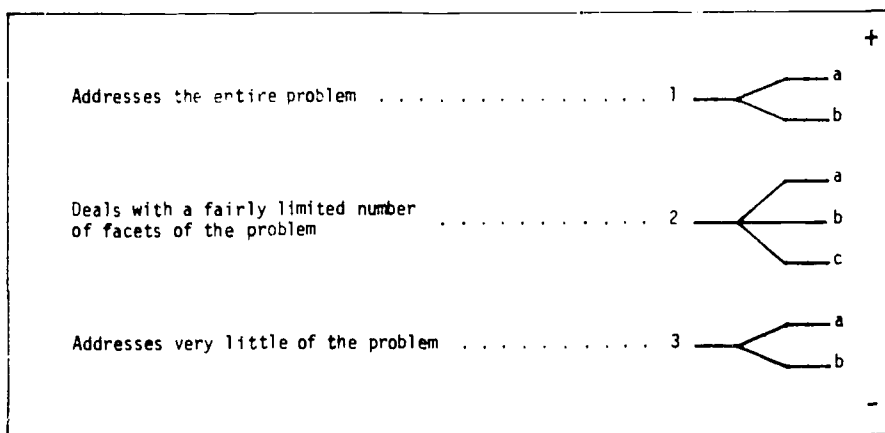 +
Addresses the entire problem . . . . . . . . . . . . . . 1
a
b
Deals with a fairly limited number
of facets of the problem . . . . . . . . . . 2
a
b
c
Addresses very little of the problem . . . . . . . . . . 3
a
b
-